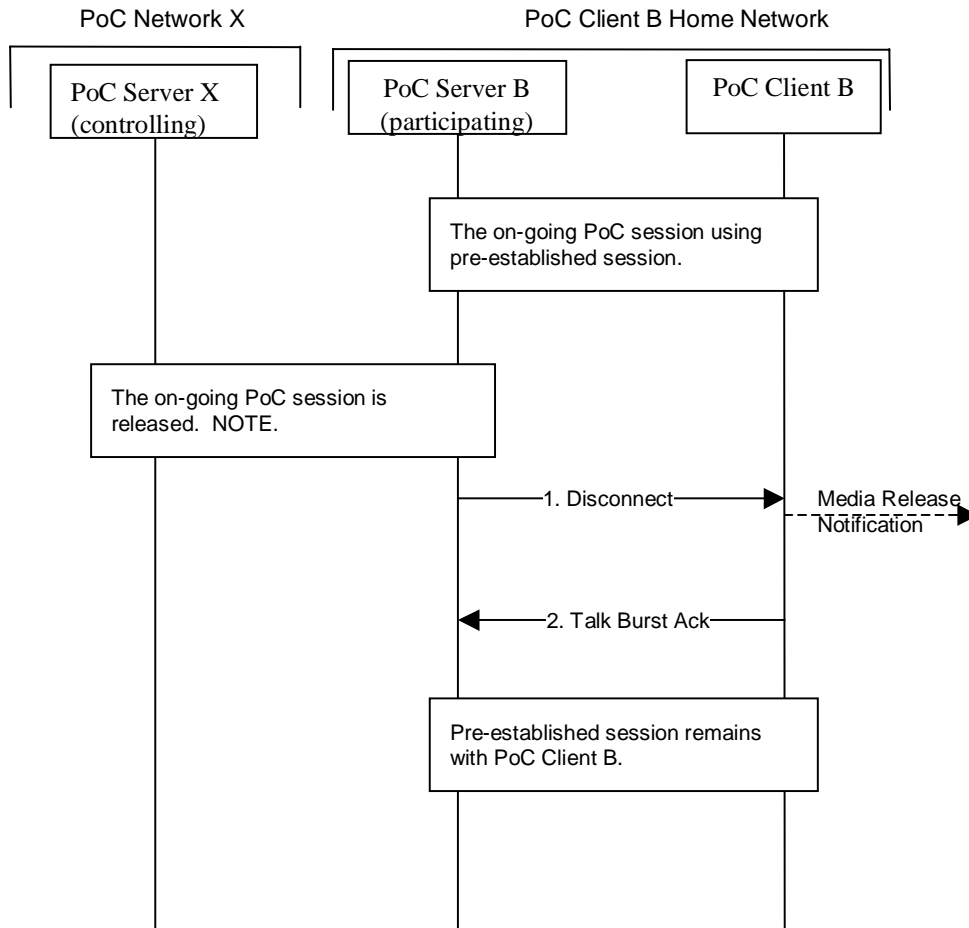 PoC Network X
PoC Client B Home Network
PoC Server X
(controlling)
PoC Server B
(participating)
PoC Client B
The on-going PoC session using
pre-established session.
The on-going PoC session is
released. NOTE.
1. Disconnect
Media Release
Notification
2. Talk Burst Ack
Pre-established session remains
with PoC Client B.